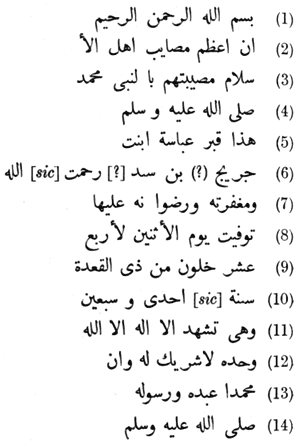 (1) بسم الله الرحمن الرحيم
(2) ان اعظم مصايب اهل الأ
(3) سلام مصيبتهم با لنبى محمد
(4) صلى الله عليه و سلم
(5) هذا قبر عباسة ابنت
(6) جريج (?) بن سد [?] رحمت [sic] الله
(7) ومغفرته ورضوا نه عليها
(8) توفيت يوم الأثنين لأربع
(9) عشر خلون من ذى القعدة
(10) سنة [sic] احدى و سبعين
(11) وهى تشهد الا اله الا الله
(12) وحده لاشريك له وان
(13) محمدا عبده ورسوله
(14) صلى الله عليه وسلم